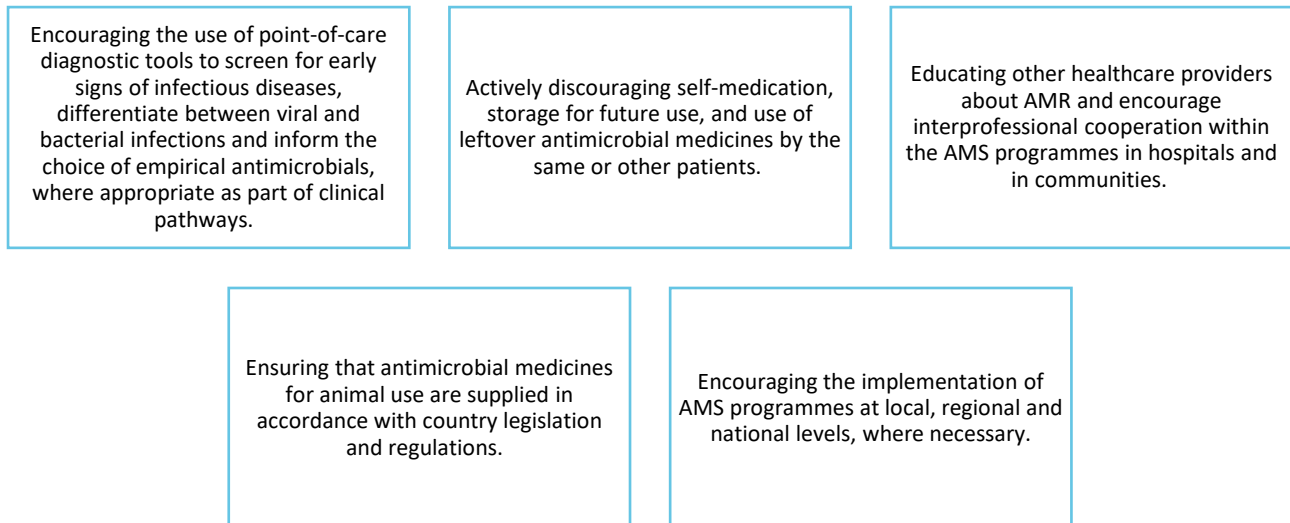 Encouraging the use of point-of-care
diagnostic tools to screen for early
signs of infectious diseases,
differentiate between viral and
bacterial infections and inform the
choice of empirical antimicrobials,
where appropriate as part of clinical
pathways.
Actively discouraging self-medication,
storage for future use, and use of
leftover antimicrobial medicines by the
same or other patients.
Educating other healthcare providers
about AMR and encourage
interprofessional cooperation within
the AMS programmes in hospitals and
in communities.
Ensuring that antimicrobial medicines
for animal use are supplied in
accordance with country legislation
and regulations.
Encouraging the implementation of
AMS programmes at local, regional and
national levels, where necessary.